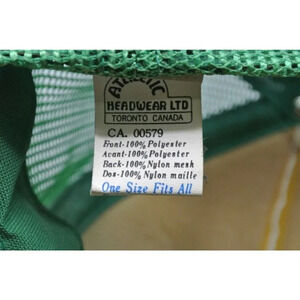 ATHLETIC
HEADWEAR LTD
TORONTO CANADA
CA. 00579
Front-100% Polyester
Avant-100% Polyester
Back-100% Nylon mesh
Dos-100% Nylon maille
One Size Fits All